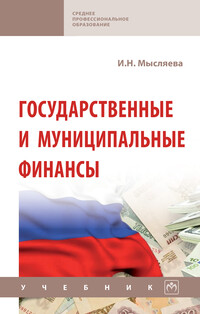 СРЕДНЕЕ
ПРОФЕССИОНАЛЬНОЕ
ОБРАЗОВАНИЕ
И.Н. Мысляева
ГОСУДАРСТВЕННЫЕ
И МУНИЦИПАЛЬНЫЕ
ФИНАНСЫ
УЧЕБНИК